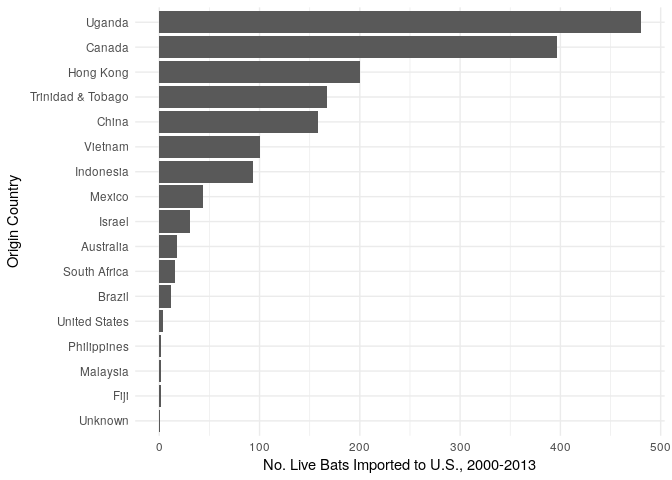 Uganda
Canada
Hong Kong
Trinidad & Tobago
China
Vietnam
Indonesia
Mexico
Israel
Australia
South Africa
Brazil
United States
Philippines
Malaysia
Fiji
Unknown
Origin Country
0 100 200 300 400 500
No. Live Bats Imported to U.S., 2000-2013